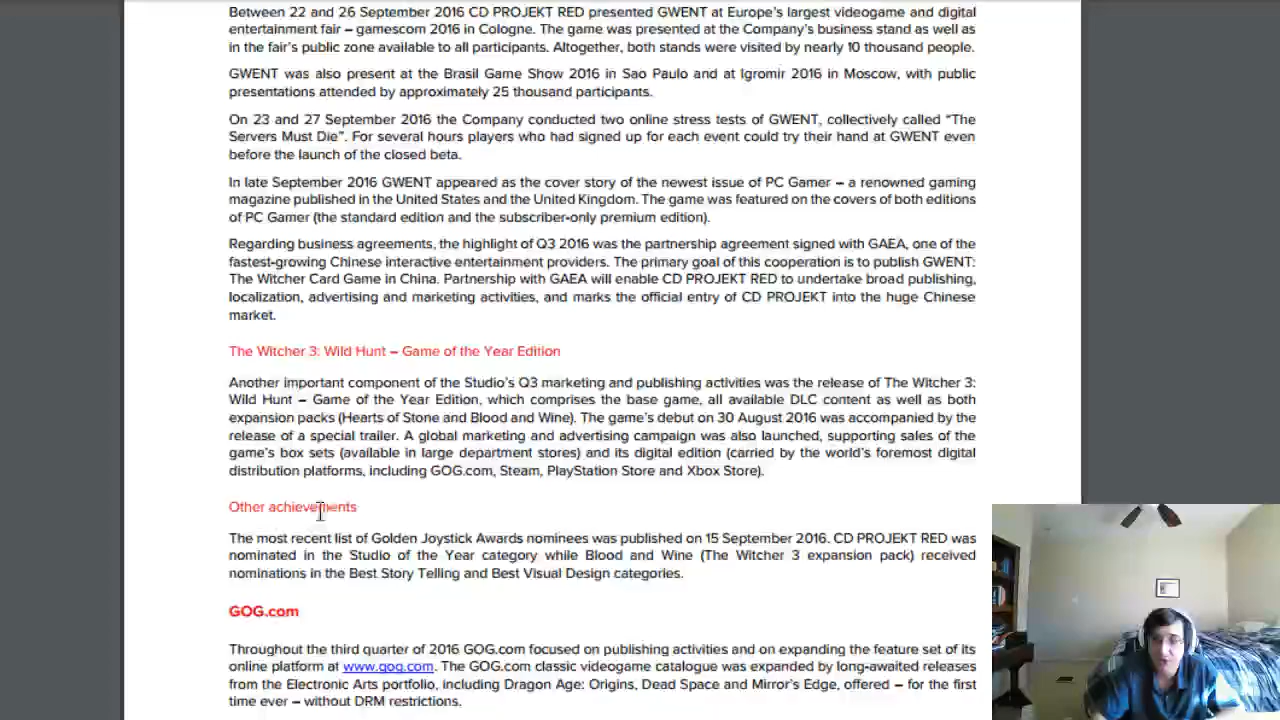 Between 22 and 26 September 2016 CD PROJEKT RED presented GWENT at Europe's largest videogame and digital
entertainment fair – gamescom 2016 in Cologne. The game was presented at the Company's business stand as well as
in the fair's public zone available to all participants. Altogether, both stands were visited by nearly 10 thousand people.
GWENT was also present at the Brasil Game Show 2016 in Sao Paulo and at Igromir 2016 in Moscow, with public
presentations attended by approximately 25 thousand participants.
On 23 and 27 September 2016 the Company conducted two online stress tests of GWENT, collectively called “The
Servers Must Die”. For several hours players who had signed up for each event could try their hand at GWENT even
before the launch of the closed beta.
In late September 2016 GWENT appeared as the cover story of the newest issue of PC Gamer – a renowned gaming
magazine published in the United States and the United Kingdom. The game was featured on the covers of both editions
of PC Gamer (the standard edition and the subscriber-only premium edition).
Regarding business agreements, the highlight of Q3 2016 was the partnership agreement signed with GAEA, one of the
fastest-growing Chinese interactive entertainment providers. The primary goal of this cooperation is to publish GWENT:
The Witcher Card Game in China. Partnership with GAEA will enable CD PROJEKT RED to undertake broad publishing,
localization, advertising and marketing activities, and marks the official entry of CD PROJEKT into the huge Chinese
market.
The Witcher 3: Wild Hunt – Game of the Year Edition
Another important component of the Studio's Q3 marketing and publishing activities was the release of The Witcher 3:
Wild Hunt – Game of the Year Edition, which comprises the base game, all available DLC content as well as both
expansion packs (Hearts of Stone and Blood and Wine). The game's debut on 30 August 2016 was accompanied by the
release of a special trailer. A global marketing and advertising campaign was also launched, supporting sales of the
game's box sets (available in large department stores) and its digital edition (carried by the world's foremost digital
distribution platforms, including GOG.com, Steam, PlayStation Store and Xbox Store).
Other achievements
The most recent list of Golden Joystick Awards nominees was published on 15 September 2016. CD PROJEKT RED was
nominated in the Studio of the Year category while Blood and Wine (The Witcher 3 expansion pack) received
nominations in the Best Story Telling and Best Visual Design categories.
GOG.com
Throughout the third quarter of 2016 GOG.com focused on publishing activities and on expanding the feature set of its
online platform at www.gog.com. The GOG.com classic videogame catalogue was expanded by long-awaited releases
from the Electronic Arts portfolio, including Dragon Age: Origins, Dead Space and Mirror's Edge, offered – for the first
time ever – without DRM restrictions.